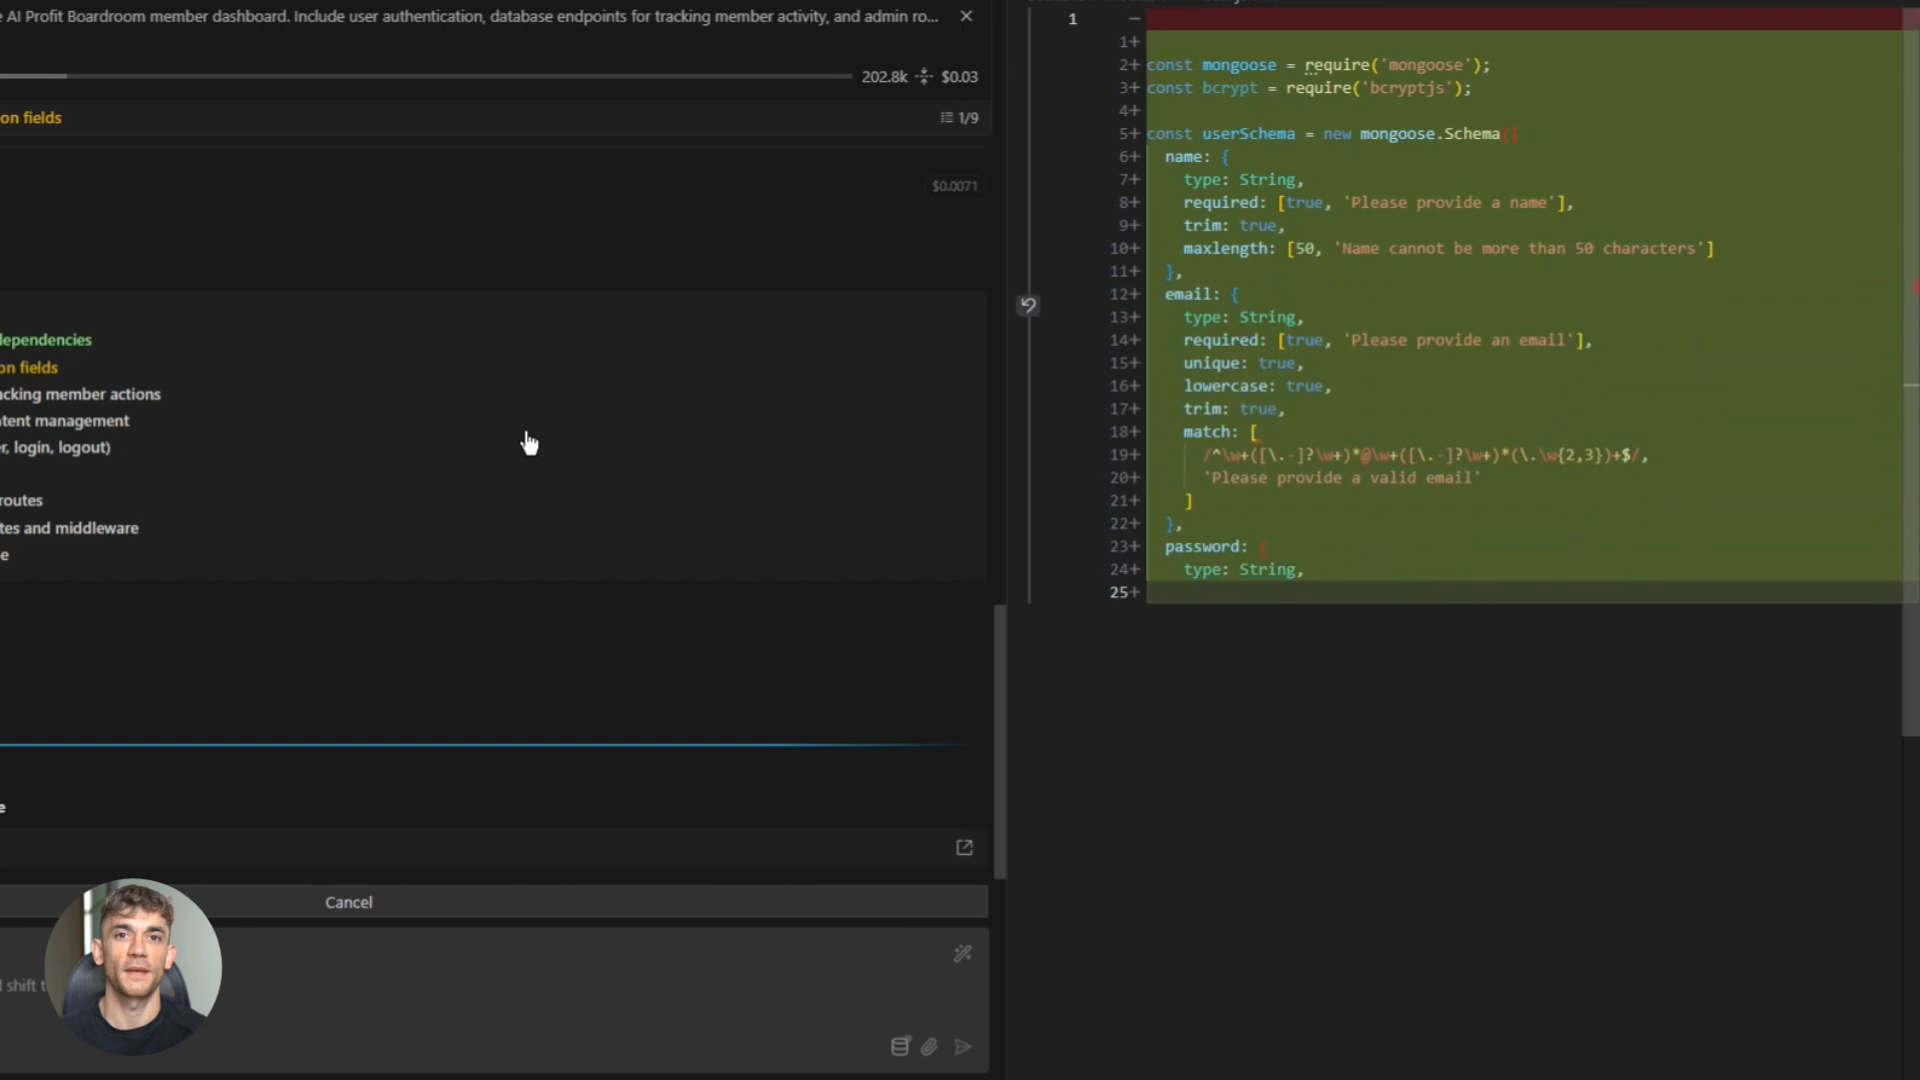 e AI Profit Boardroom member dashboard. Include user authentication, database endpoints for tracking member activity, and admin ro...
202.8k $0.03
on fields
1/9
$0.0071
dependencies
on fields
acking member actions
ntent management
r, login, logout)
routes
tes and middleware
e
e
Cancel
d shift t
1 −
1+
2+ const mongoose = require('mongoose');
3+ const bcrypt = require('bcryptjs');
4+
5+ const userSchema = new mongoose.Schema({
6+ name: {
7+ type: String,
8+ required: [true, 'Please provide a name'],
9+ trim: true,
10+ maxlength: [50, 'Name cannot be more than 50 characters']
11+ },
12+ email: {
13+ type: String,
14+ required: [true, 'Please provide an email'],
15+ unique: true,
16+ lowercase: true,
17+ trim: true,
18+ match: [
19+ /^\w+([\.-]?\w+)*@\w+([\.-]?\w+)*(\.\w{2,3})+$/,
20+ 'Please provide a valid email'
21+ ]
22+ },
23+ password: {
24+ type: String,
25+